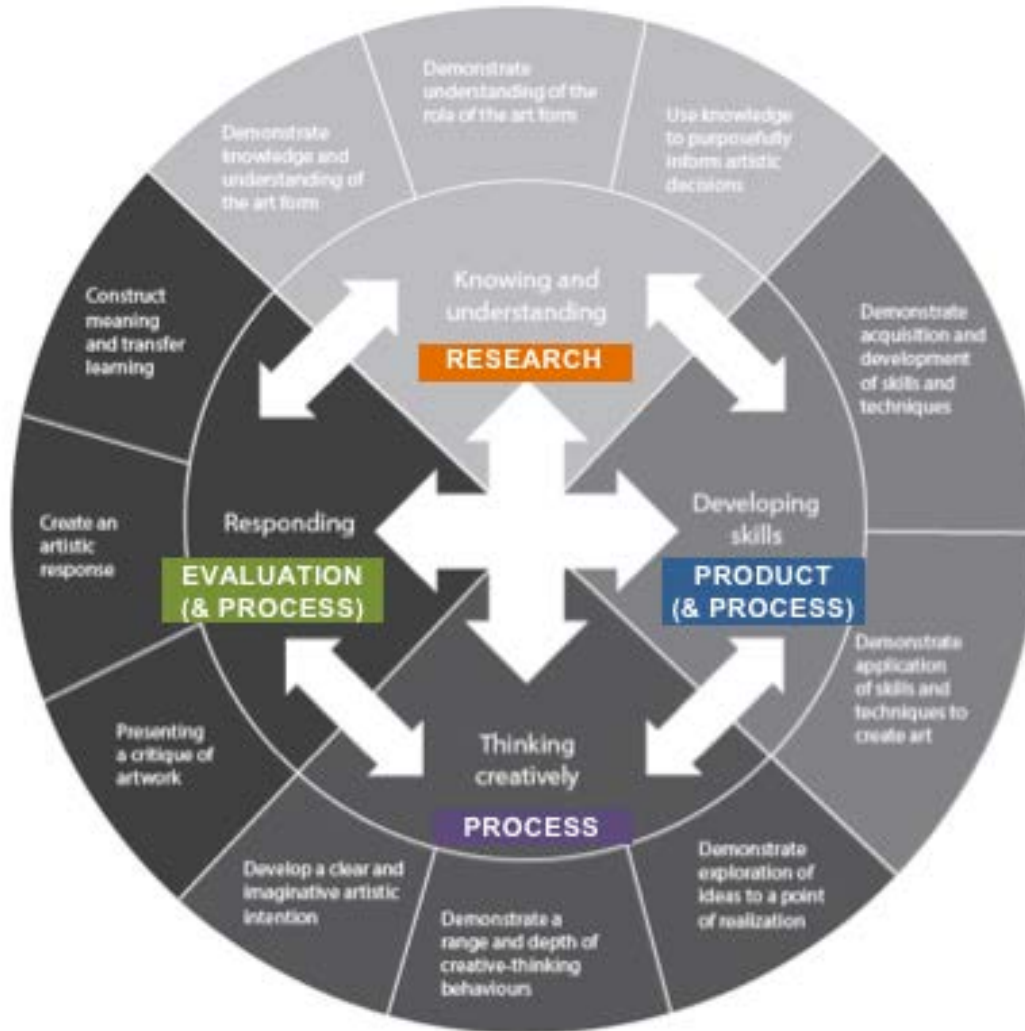 Demonstrate
understanding of the
role of the art form
Use knowledge
to purposefully
inform artistic
decisions
Demonstrate
knowledge and
understanding of
the art form
Knowing and
understanding
RESEARCH
Construct
meaning
and transfer
learning
Demonstrate
acquisition and
development
of skills and
techniques
Create an
artistic
response
Responding
EVALUATION
(& PROCESS)
Developing
skills
PRODUCT
(& PROCESS)
Demonstrate
application
of skills and
techniques to
create art
Presenting
a critique of
artwork
Thinking
creatively
PROCESS
Develop a clear and
imaginative artistic
intention
Demonstrate a
range and depth of
creative-thinking
behaviours
Demonstrate
exploration of
ideas to a point
of realization